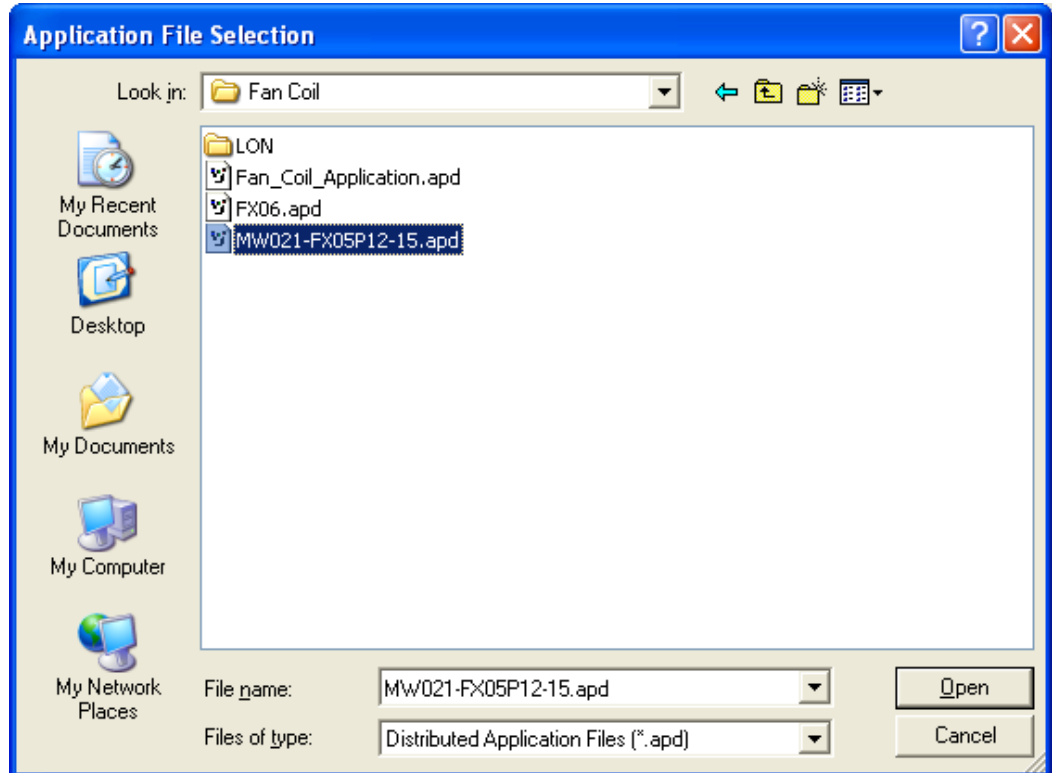 Application File Selection
Look in: Fan Coil
LON
Fan_Coil_Application.apd
FX06.apd
MW021-FX05P12-15.apd
My Recent
Documents
Desktop
My Documents
My Computer
My Network
Places
File name: MW021-FX05P12-15.apd
Open
Files of type: Distributed Application Files (*.apd)
Cancel